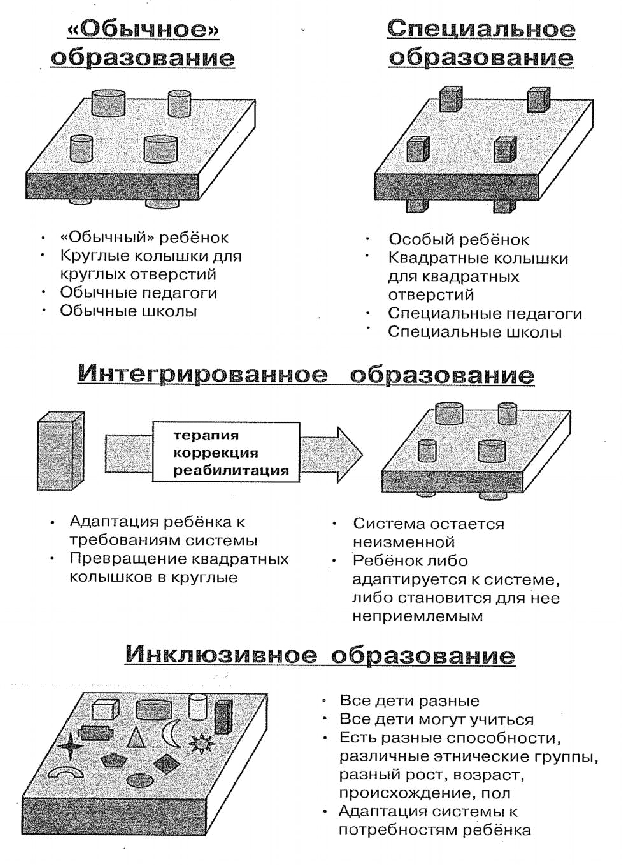 «Обычное»
образование
• «Обычный» ребёнок
• Круглые колышки для
круглых отверстий
• Обычные педагоги
• Обычные школы
Специальное
образование
• Особый ребёнок
• Квадратные колышки
для квадратных
отверстий
• Специальные педагоги
• Специальные школы
Интегрированное образование
терапия
коррекция
реабилитация
• Адаптация ребёнка к
требованиям системы
• Превращение квадратных
колышков в круглые
• Система остается
неизменной
• Ребёнок либо
адаптируется к системе,
либо становится для нее
неприемлемым
Инклюзивное образование
• Все дети разные
• Все дети могут учиться
• Есть разные способности,
различные этнические группы,
разный рост, возраст,
происхождение, пол
• Адаптация системы к
потребностям ребёнка